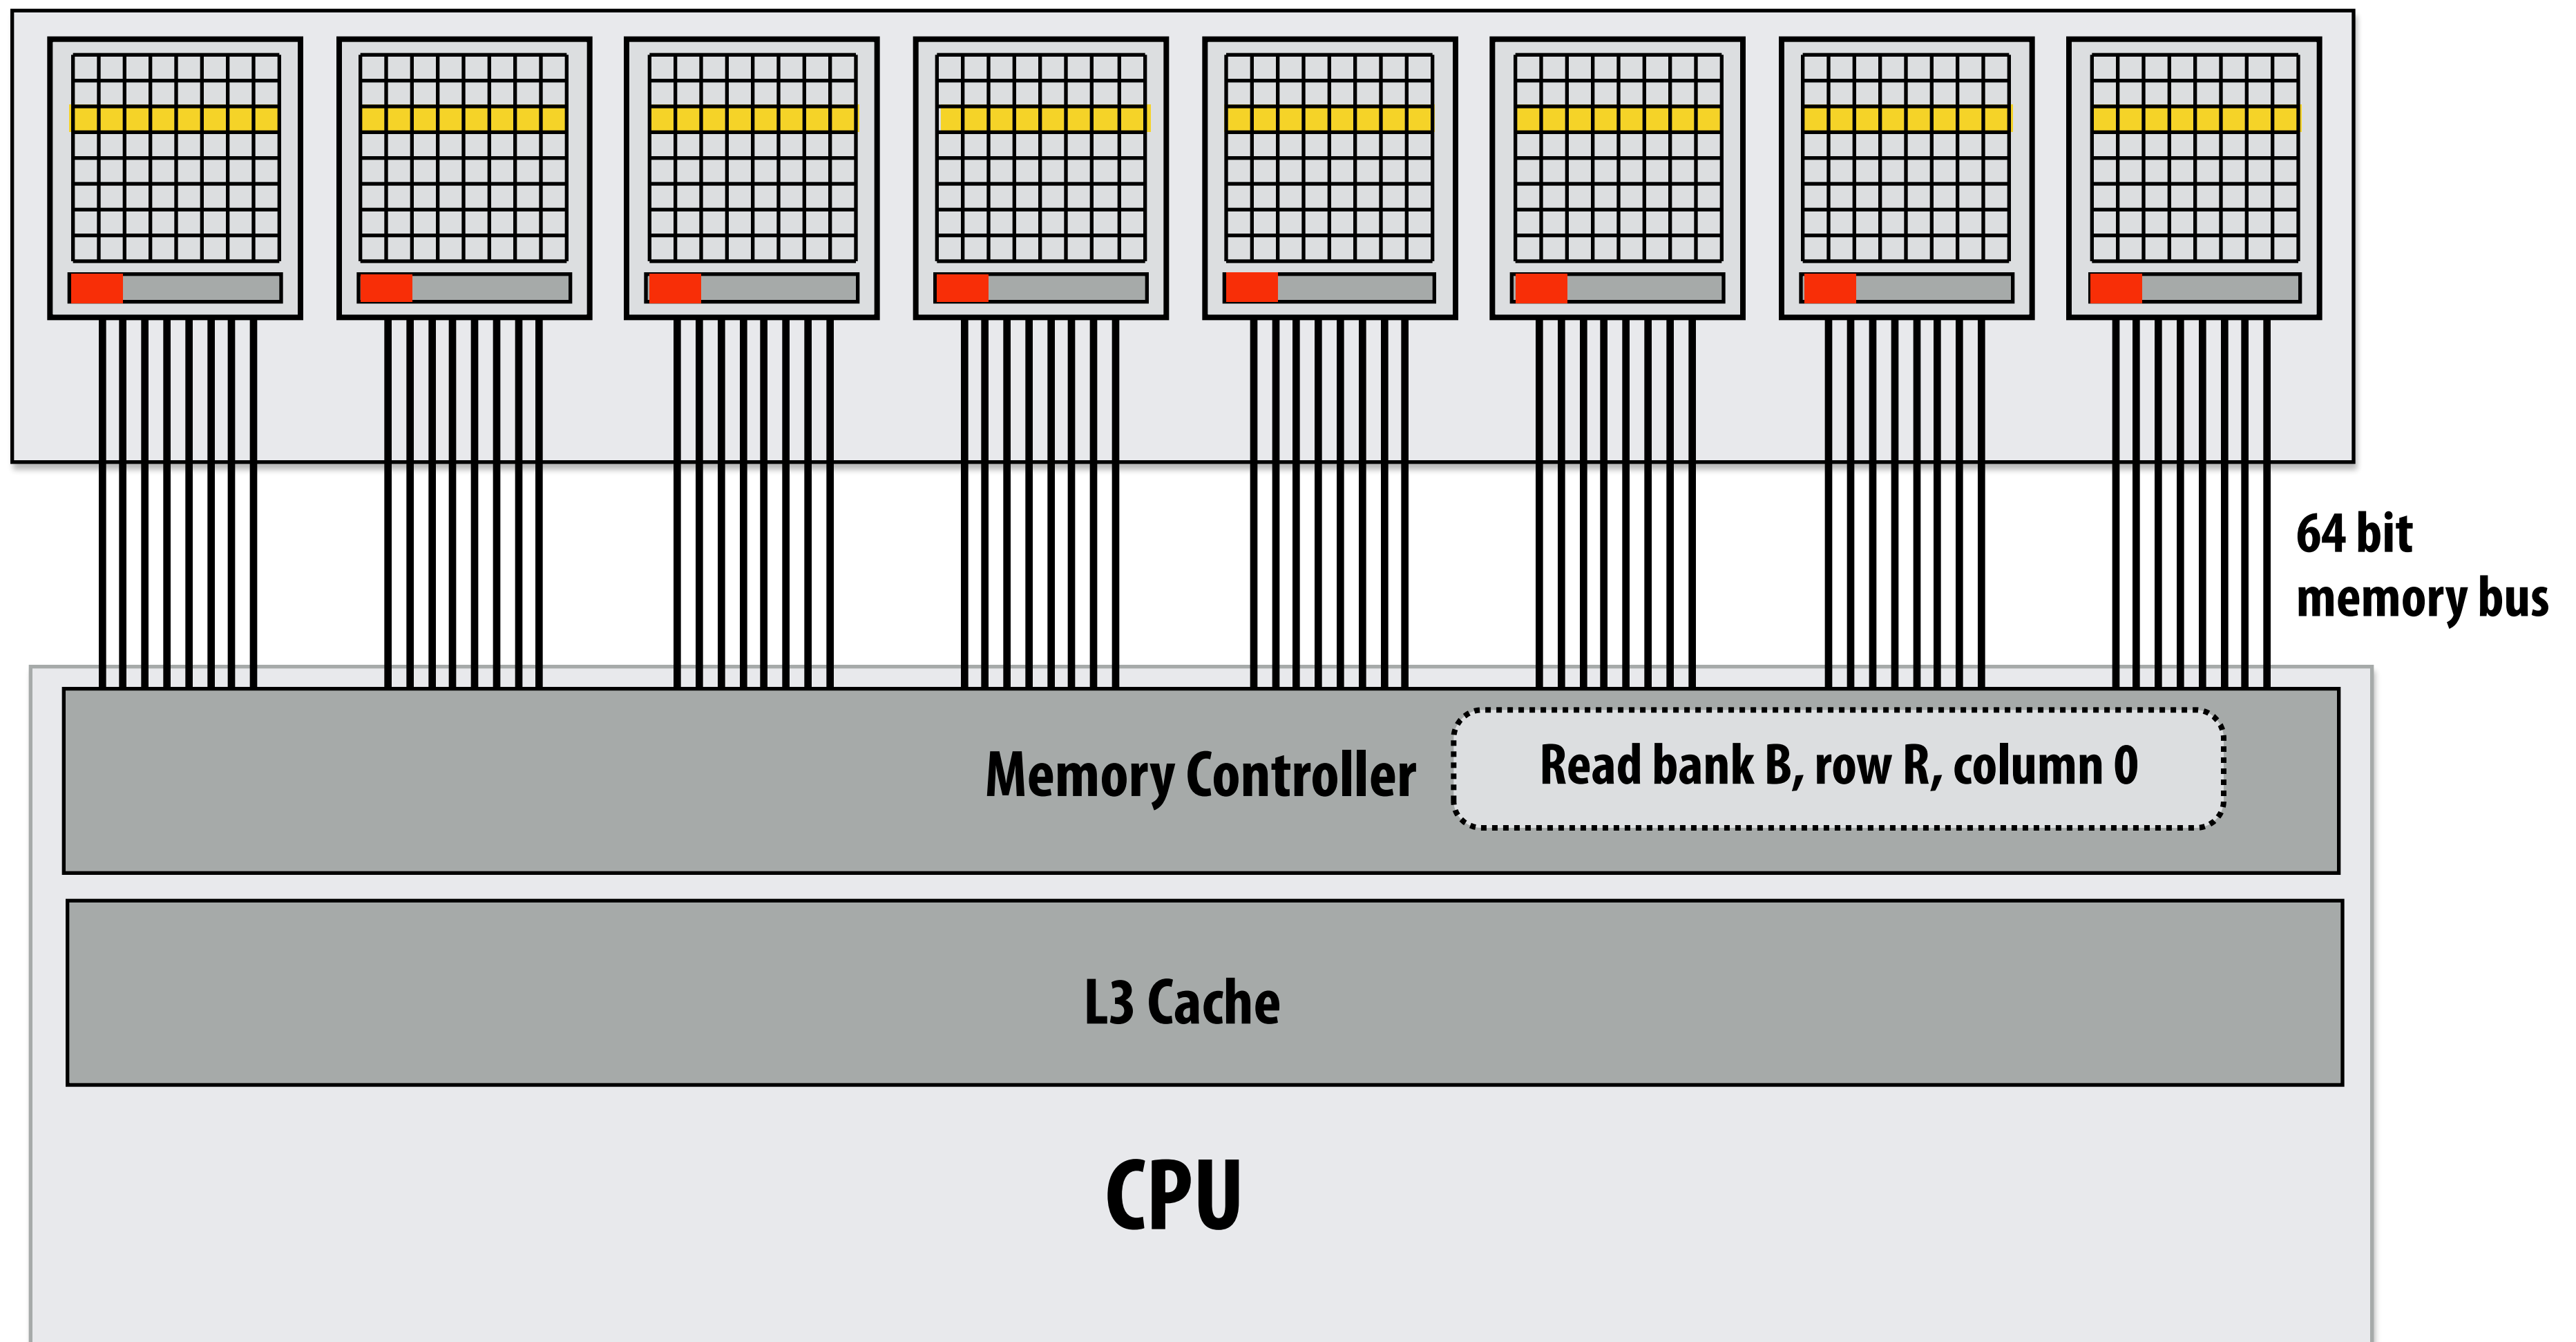 64 bit
memory bus
Memory Controller
Read bank B, row R, column 0
L3 Cache
CPU